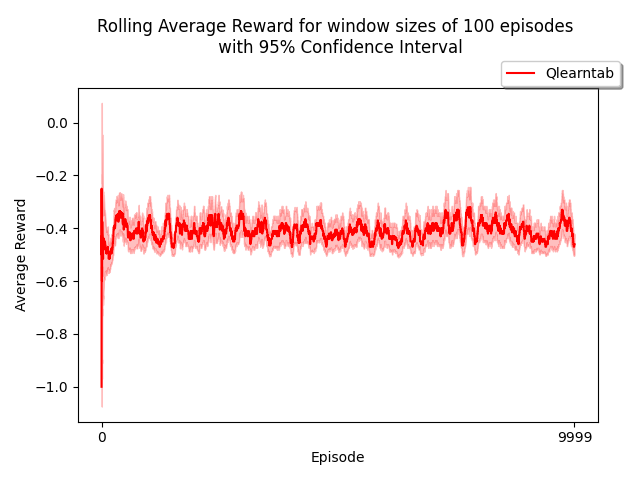 Rolling Average Reward for window sizes of 100 episodes
with 95% Confidence Interval
Qlearntab
0.0
−0.2
−0.4
−0.6
−0.8
−1.0
Average Reward
0
9999
Episode